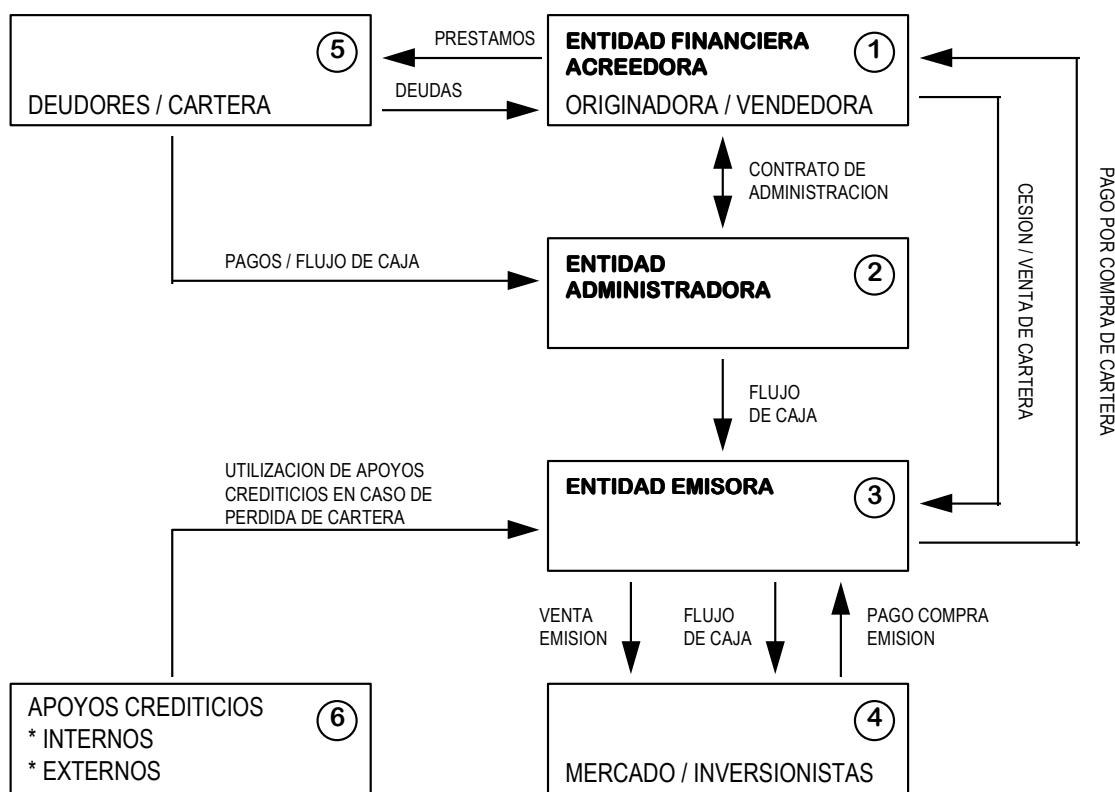 5
DEUDORES / CARTERA
PRESTAMOS
DEUDAS
ENTIDAD FINANCIERA
ACREEDORA
1
ORIGINADORA / VENDEDORA
CONTRATO DE
ADMINISTRACION
PAGOS / FLUJO DE CAJA
ENTIDAD
ADMINISTRADORA
2
CESION / VENTA DE CARTERA
PAGO POR COMPRA DE CARTERA
FLUJO
DE CAJA
UTILIZACION DE APOYOS
CREDITICIOS EN CASO DE
PERDIDA DE CARTERA
ENTIDAD EMISORA
3
VENTA
EMISION
FLUJO
DE CAJA
PAGO COMPRA
EMISION
APOYOS CREDITICIOS
* INTERNOS
* EXTERNOS
6
4
MERCADO / INVERSIONISTAS